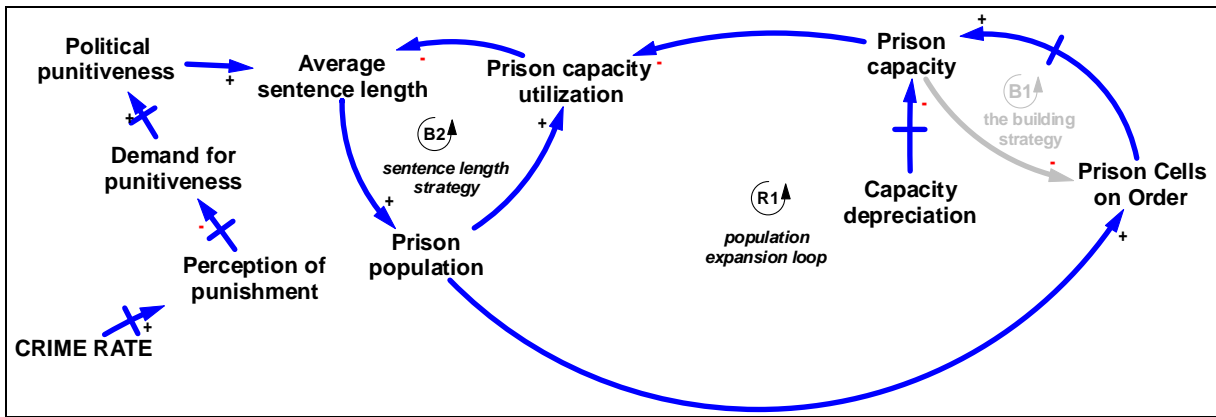 Political
punitiveness
+
Average
sentence length
-
Prison capacity
utilization
-
Prison
capacity
+
B1
the building
strategy
-
+
B2
sentence length
strategy
+
Demand for
punitiveness
-
Prison Cells
on Order
+
Capacity
depreciation
R1
population
expansion loop
+
Prison
population
-
Perception of
punishment
+
CRIME RATE